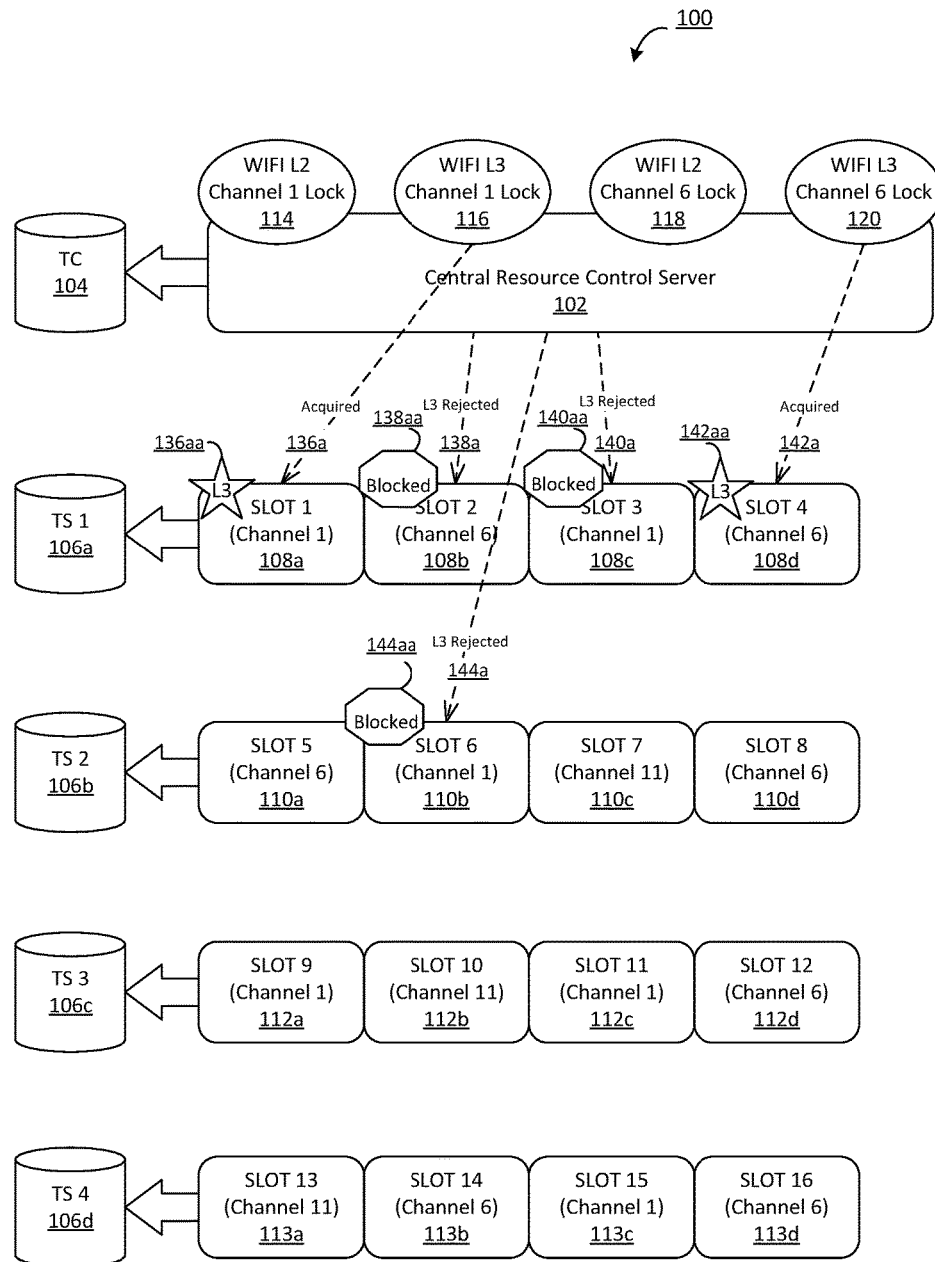 100
WIFI L2
Channel 1 Lock
114
WIFI L3
Channel 1 Lock
116
WIFI L2
Channel 6 Lock
118
WIFI L3
Channel 6 Lock
120
TC
104
Central Resource Control Server
102
Acquired
136a
L3 Rejected
138a
L3 Rejected
140a
Acquired
142a
136aa
138aa
140aa
142aa
L3
Blocked
Blocked
L3
TS 1
106a
SLOT 1
(Channel 1)
108a
SLOT 2
(Channel 6)
108b
SLOT 3
(Channel 1)
108c
SLOT 4
(Channel 6)
108d
144aa
L3 Rejected
144a
Blocked
TS 2
106b
SLOT 5
(Channel 6)
110a
SLOT 6
(Channel 1)
110b
SLOT 7
(Channel 11)
110c
SLOT 8
(Channel 6)
110d
TS 3
106c
SLOT 9
(Channel 1)
112a
SLOT 10
(Channel 11)
112b
SLOT 11
(Channel 1)
112c
SLOT 12
(Channel 6)
112d
TS 4
106d
SLOT 13
(Channel 11)
113a
SLOT 14
(Channel 6)
113b
SLOT 15
(Channel 1)
113c
SLOT 16
(Channel 6)
113d